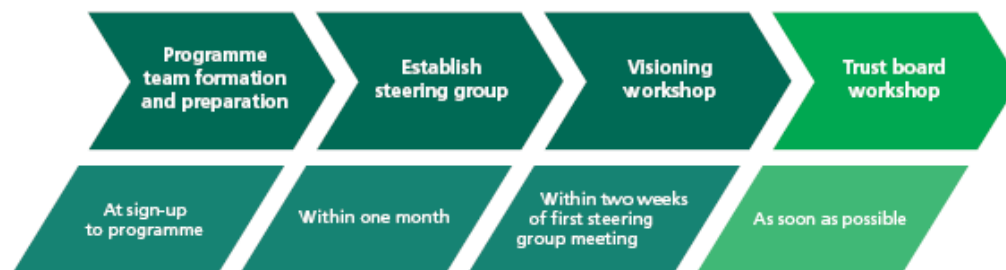 Programme
team formation
and preparation
Establish
steering group
Visioning
workshop
Trust board
workshop
At sign-up
to programme
Within one month
Within two weeks
of first steering
group meeting
As soon as possible